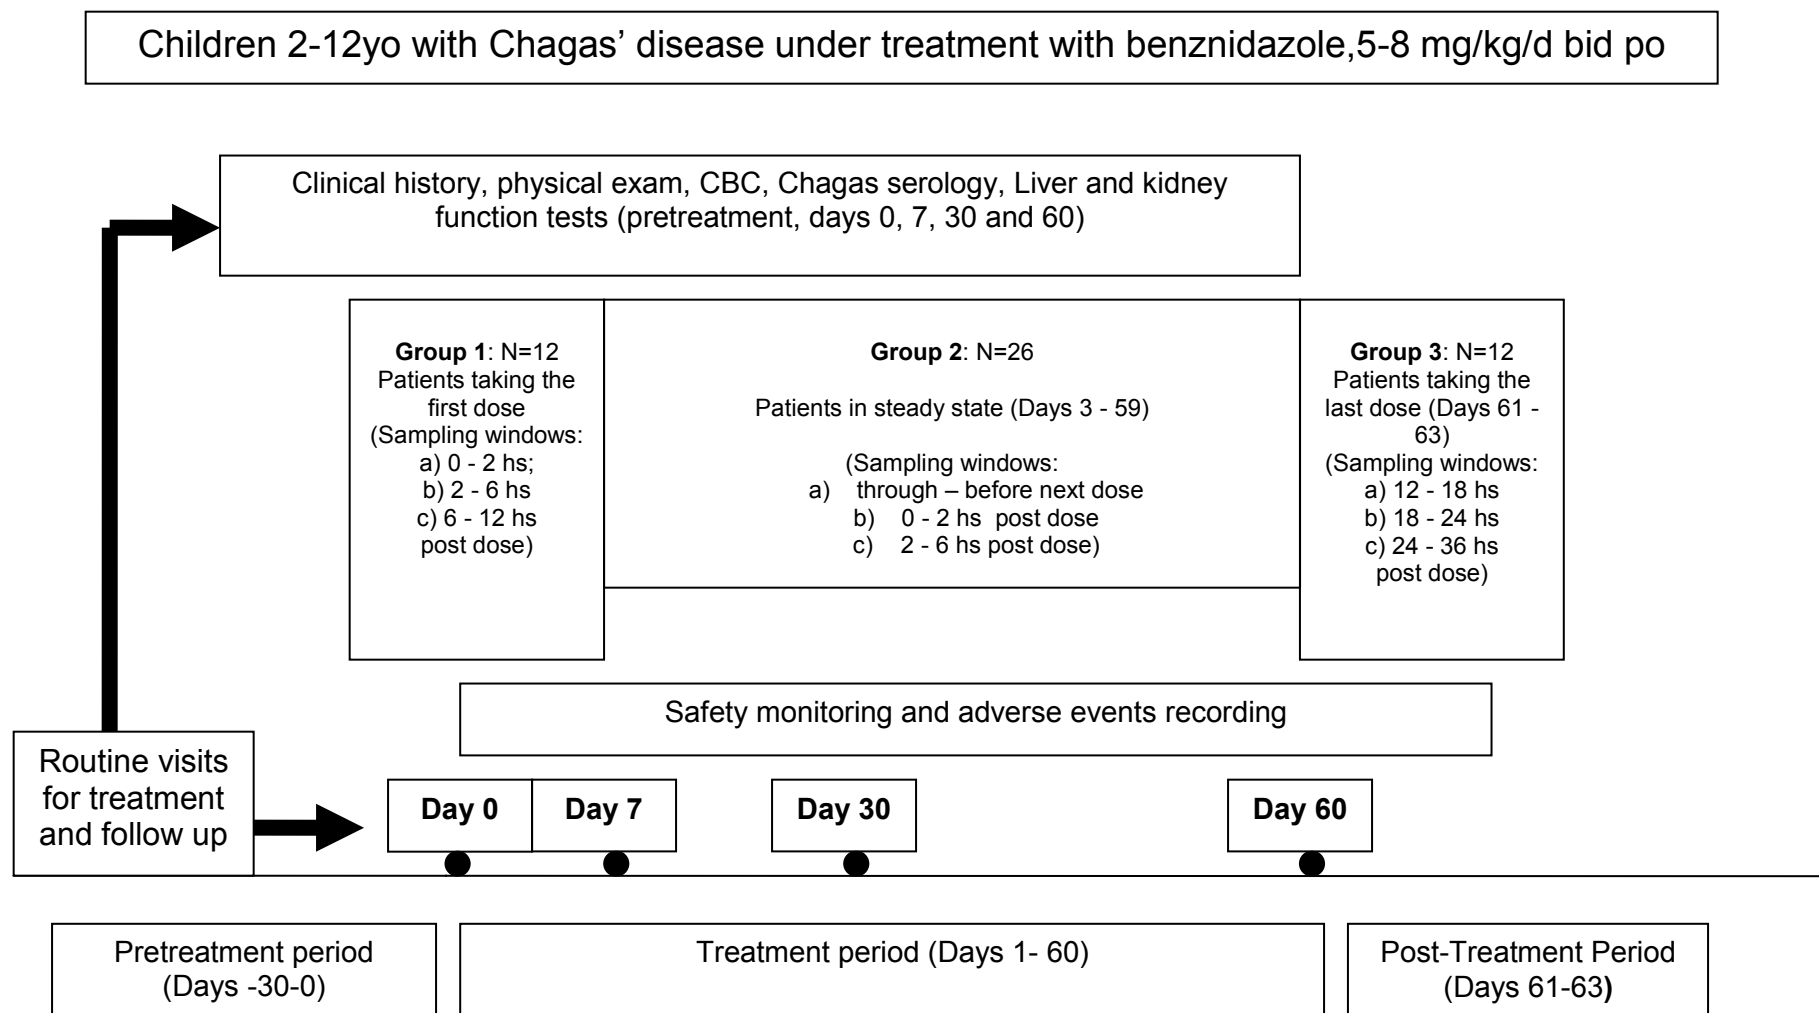 Children 2-12yo with Chagas’ disease under treatment with benznidazole,5-8 mg/kg/d bid po
Clinical history, physical exam, CBC, Chagas serology, Liver and kidney
function tests (pretreatment, days 0, 7, 30 and 60)
Group 1: N=12
Patients taking the
first dose
(Sampling windows:
a) 0 - 2 hs;
b) 2 - 6 hs
c) 6 - 12 hs
post dose)
Group 2: N=26
Patients in steady state (Days 3 - 59)
(Sampling windows:
a) through – before next dose
b) 0 - 2 hs post dose
c) 2 - 6 hs post dose)
Group 3: N=12
Patients taking the
last dose (Days 61 -
63)
(Sampling windows:
a) 12 - 18 hs
b) 18 - 24 hs
c) 24 - 36 hs
post dose)
Safety monitoring and adverse events recording
Routine visits
for treatment
and follow up
Day 0
Day 7
Day 30
Day 60
Pretreatment period
(Days -30-0)
Treatment period (Days 1- 60)
Post-Treatment Period
(Days 61-63)